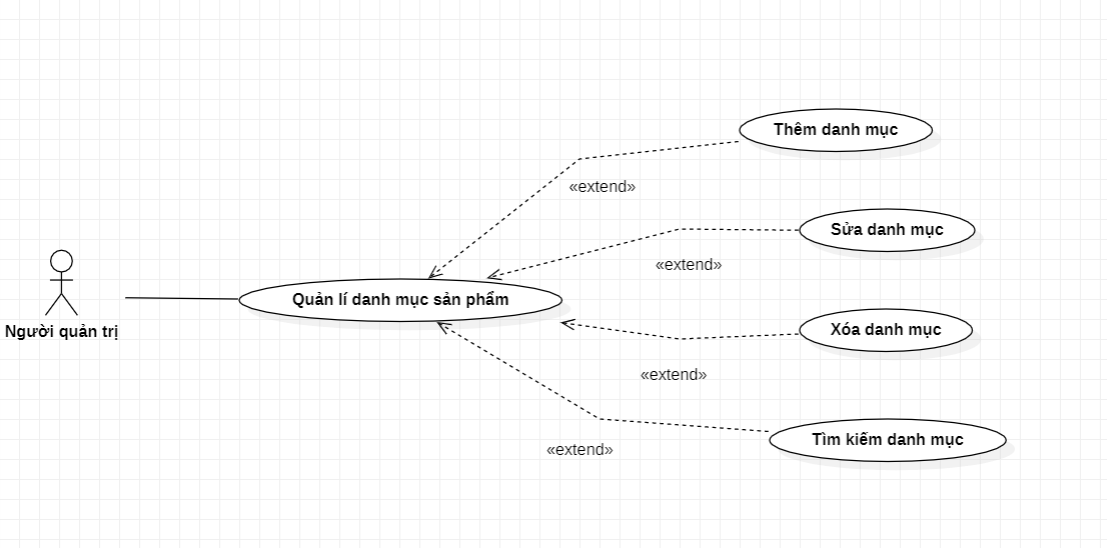 Thêm danh mục
«extend»
Sửa danh mục
«extend»
Quản lí danh mục sản phẩm
Người quản trị
Xóa danh mục
«extend»
Tìm kiếm danh mục
«extend»